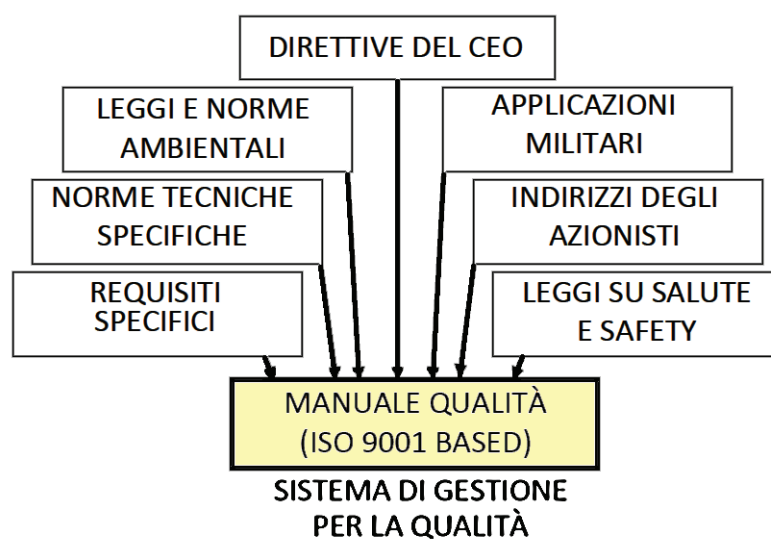 DIRETTIVE DEL CEO
LEGGI E NORME
AMBIENTALI
APPLICAZIONI
MILITARI
NORME TECNICHE
SPECIFICHE
INDIRIZZI DEGLI
AZIONISTI
REQUISITI
SPECIFICI
LEGGI SU SALUTE
E SAFETY
MANUALE QUALITÀ
(ISO 9001 BASED)
SISTEMA DI GESTIONE
PER LA QUALITÀ